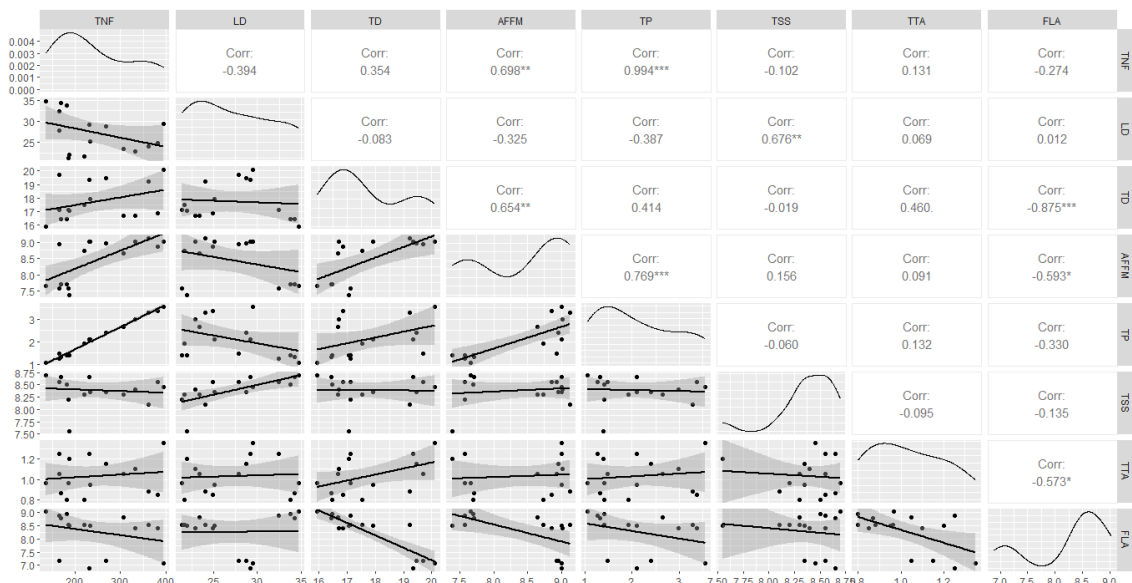 TNF LD TD AFFM TP TSS TTA FLA
0.004
0.003
0.002
0.001
0.000
Corr: Corr: Corr: Corr: Corr: Corr: Corr:
-0.394 0.354 0.698** 0.994*** -0.102 0.131 -0.274
TNF
35
30
25
Corr: Corr: Corr: Corr: Corr: Corr:
-0.083 -0.325 -0.387 0.676** 0.069 0.012
LD
20
19
18
17
16
Corr: Corr: Corr: Corr: Corr:
0.654** 0.414 -0.019 0.460. -0.875***
TD
9.0
8.5
8.0
7.5
Corr: Corr: Corr: Corr:
0.769*** 0.156 0.091 -0.593*
AFFM
3
2
1
Corr: Corr: Corr:
-0.060 0.132 -0.330
TP
8.75
8.50
8.25
8.00
7.75
7.50
Corr: Corr:
-0.095 -0.135
TSS
1.2
1.0
0.8
Corr:
-0.573*
TTA
9.0
8.5
8.0
7.5
7.0
FLA
200 300 400 25 30 35 16 17 18 19 20 7.5 8.0 8.5 9.0 1 2 3 8.00 8.25 8.50 1.0 1.2 7.0 7.5 8.0 8.5 9.0